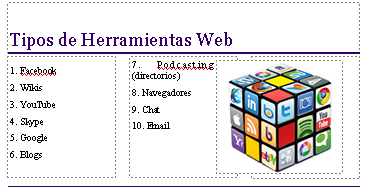 Tipos de Herramientas Web
1. Facebook
2. Wikis
3. YouTube
4. Skype
5. Google
6. Blogs
7. Podcasting
(directorios)
8. Navegadores
9. Chat
10. Email